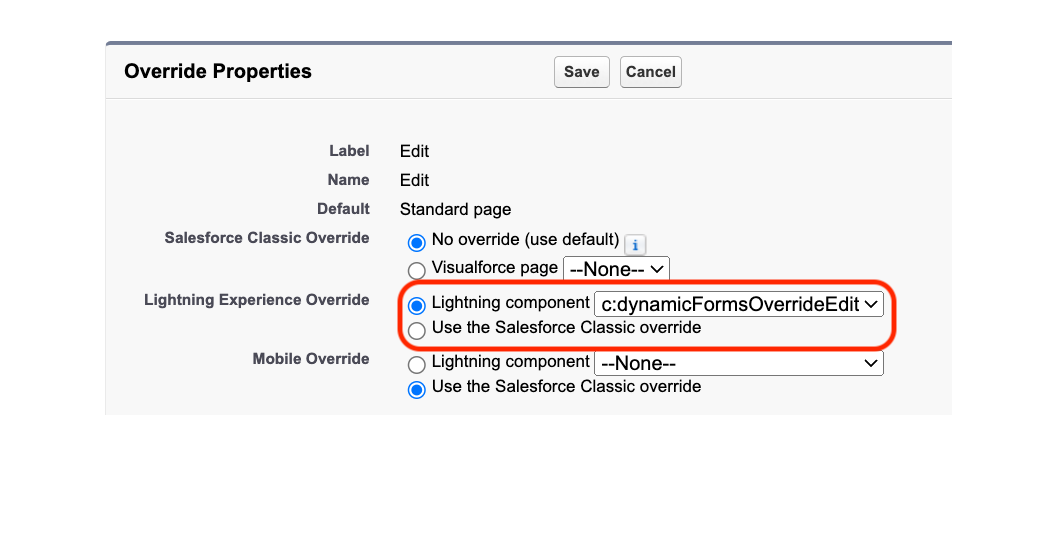 Override Properties Save Cancel
Label Edit
Name Edit
Default Standard page
Salesforce Classic Override No override (use default) i
Visualforce page --None--
Lightning Experience Override Lightning component c:dynamicFormsOverrideEdit
Use the Salesforce Classic override
Mobile Override Lightning component --None--
Use the Salesforce Classic override